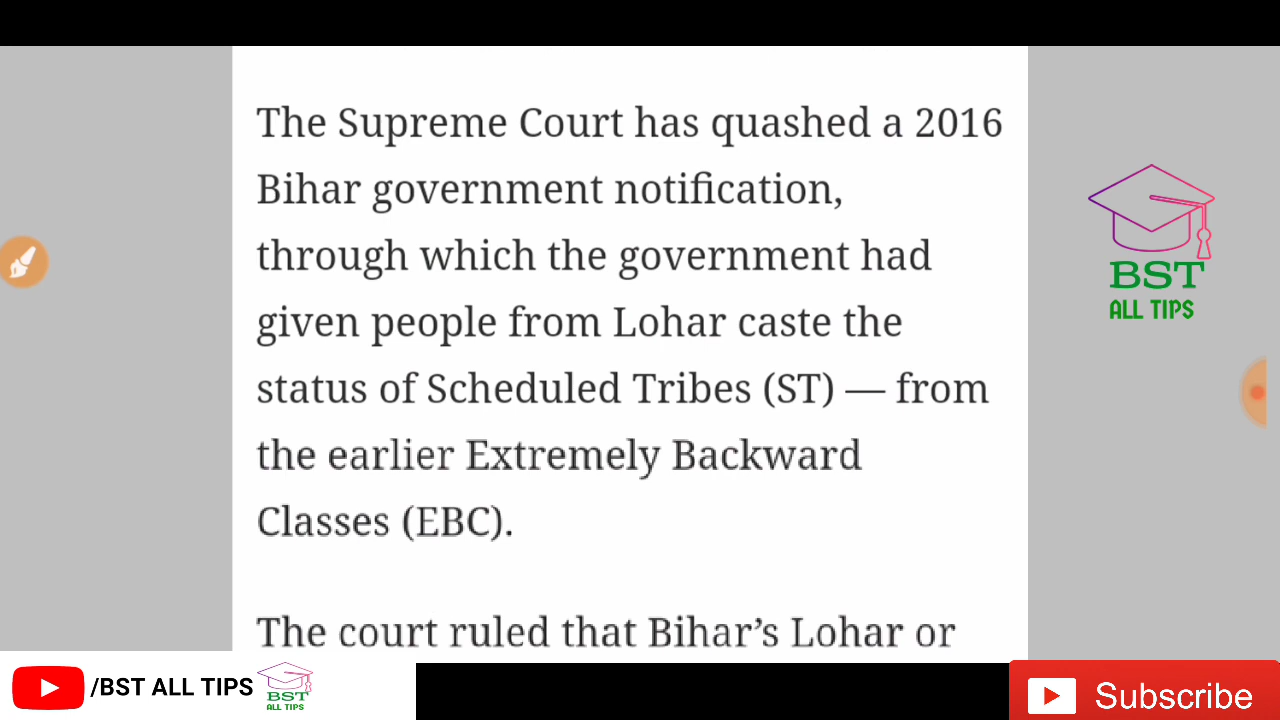 The Supreme Court has quashed a 2016
Bihar government notification,
through which the government had
given people from Lohar caste the
status of Scheduled Tribes (ST) — from
the earlier Extremely Backward
Classes (EBC).
The court ruled that Bihar’s Lohar or
BST
ALL TIPS
/BST ALL TIPS
BST
ALL TIPS
Subscribe